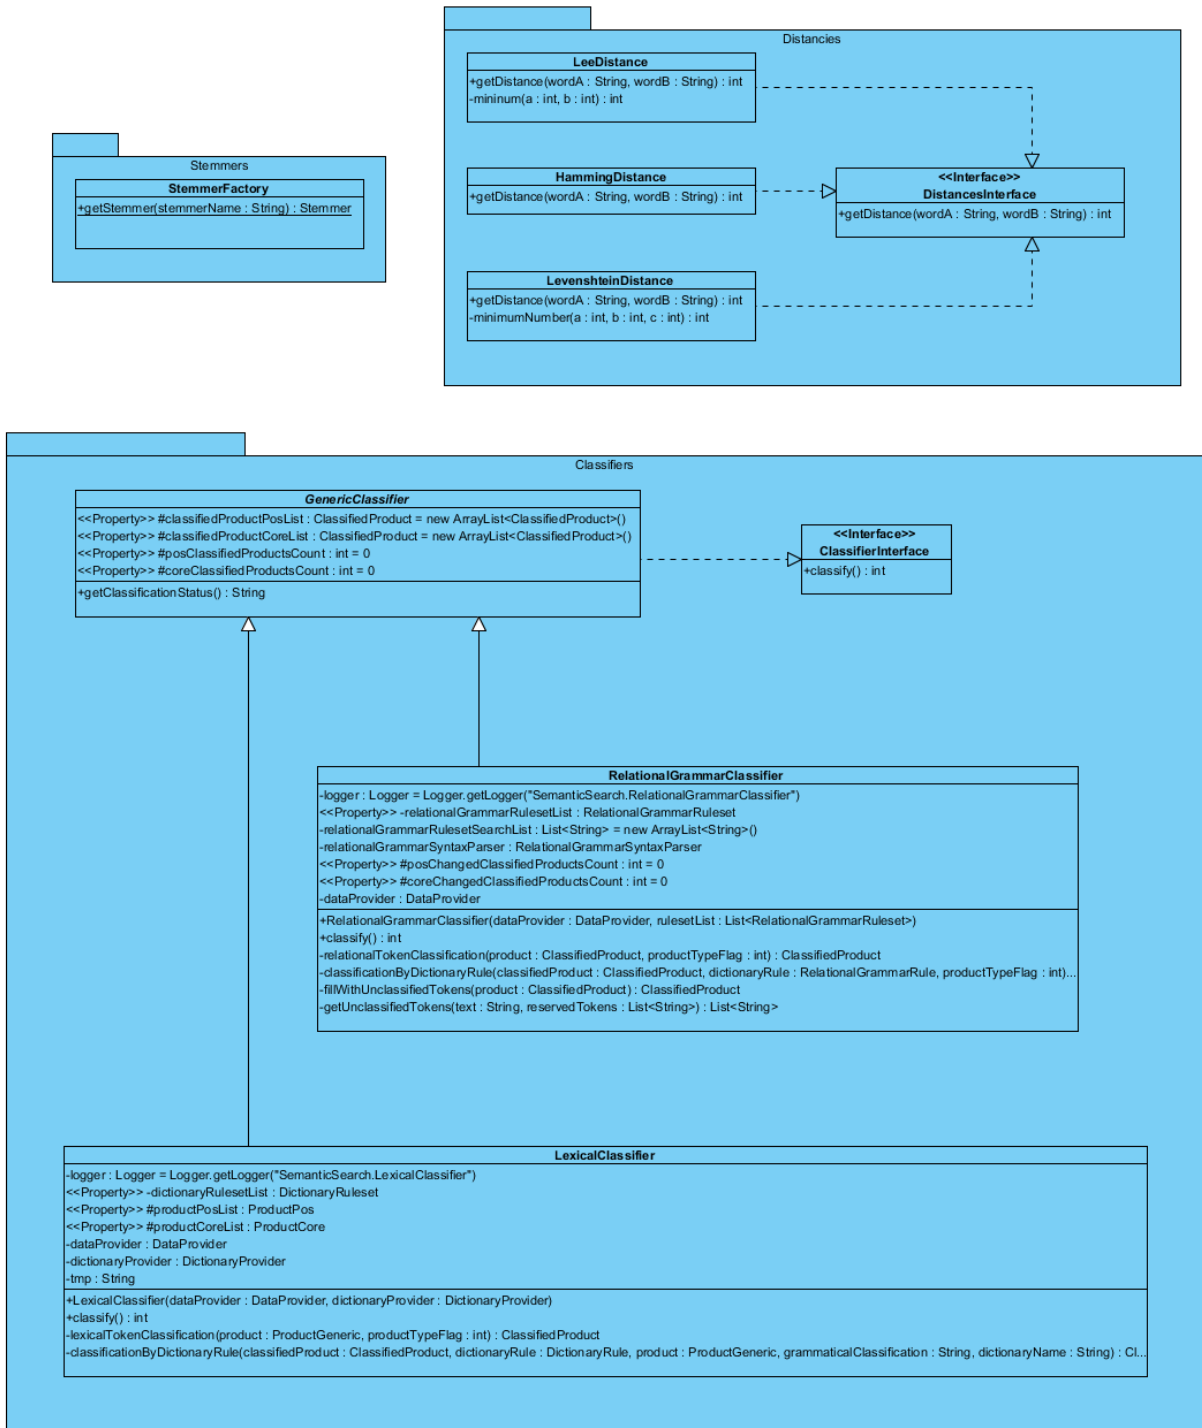 Distancies
LeeDistance
+getDistance(wordA : String, wordB : String) : int
-mininum(a : int, b : int) : int
HammingDistance
+getDistance(wordA : String, wordB : String) : int
<<Interface>>
DistancesInterface
+getDistance(wordA : String, wordB : String) : int
LevenshteinDistance
+getDistance(wordA : String, wordB : String) : int
-minimumNumber(a : int, b : int, c : int) : int
Stemmers
StemmerFactory
+getStemmer(stemmerName : String) : Stemmer
Classifiers
GenericClassifier
<<Property>> #classifiedProductPosList : ClassifiedProduct = new ArrayList<ClassifiedProduct>()
<<Property>> #classifiedProductCoreList : ClassifiedProduct = new ArrayList<ClassifiedProduct>()
<<Property>> #posClassifiedProductsCount : int = 0
<<Property>> #coreClassifiedProductsCount : int = 0
+getClassificationStatus() : String
<<Interface>>
ClassifierInterface
+classify() : int
RelationalGrammarClassifier
-logger : Logger = Logger.getLogger("SemanticSearch.RelationalGrammarClassifier")
<<Property>> -relationalGrammarRulesetList : RelationalGrammarRuleset
-relationalGrammarRulesetSearchList : List<String> = new ArrayList<String>()
-relationalGrammarSyntaxParser : RelationalGrammarSyntaxParser
<<Property>> #posChangedClassifiedProductsCount : int = 0
<<Property>> #coreChangedClassifiedProductsCount : int = 0
-dataProvider : DataProvider
+RelationalGrammarClassifier(dataProvider : DataProvider, rulesetList : List<RelationalGrammarRuleset>)
+classify() : int
-relationalTokenClassification(product : ClassifiedProduct, productTypeFlag : int) : ClassifiedProduct
-classificationByDictionaryRule(classifiedProduct : ClassifiedProduct, dictionaryRule : RelationalGrammarRule, productTypeFlag : int)...
-fillWithUnclassifiedTokens(product : ClassifiedProduct) : ClassifiedProduct
-getUnclassifiedTokens(text : String, reservedTokens : List<String>) : List<String>
LexicalClassifier
-logger : Logger = Logger.getLogger("SemanticSearch.LexicalClassifier")
<<Property>> -dictionaryRulesetList : DictionaryRuleset
<<Property>> #productPosList : ProductPos
<<Property>> #productCoreList : ProductCore
-dataProvider : DataProvider
-dictionaryProvider : DictionaryProvider
-tmp : String
+LexicalClassifier(dataProvider : DataProvider, dictionaryProvider : DictionaryProvider)
+classify() : int
-lexicalTokenClassification(product : ProductGeneric, productTypeFlag : int) : ClassifiedProduct
-classificationByDictionaryRule(classifiedProduct : ClassifiedProduct, dictionaryRule : DictionaryRule, product : ProductGeneric, grammaticalClassification : String, dictionaryName : String) : Cl...